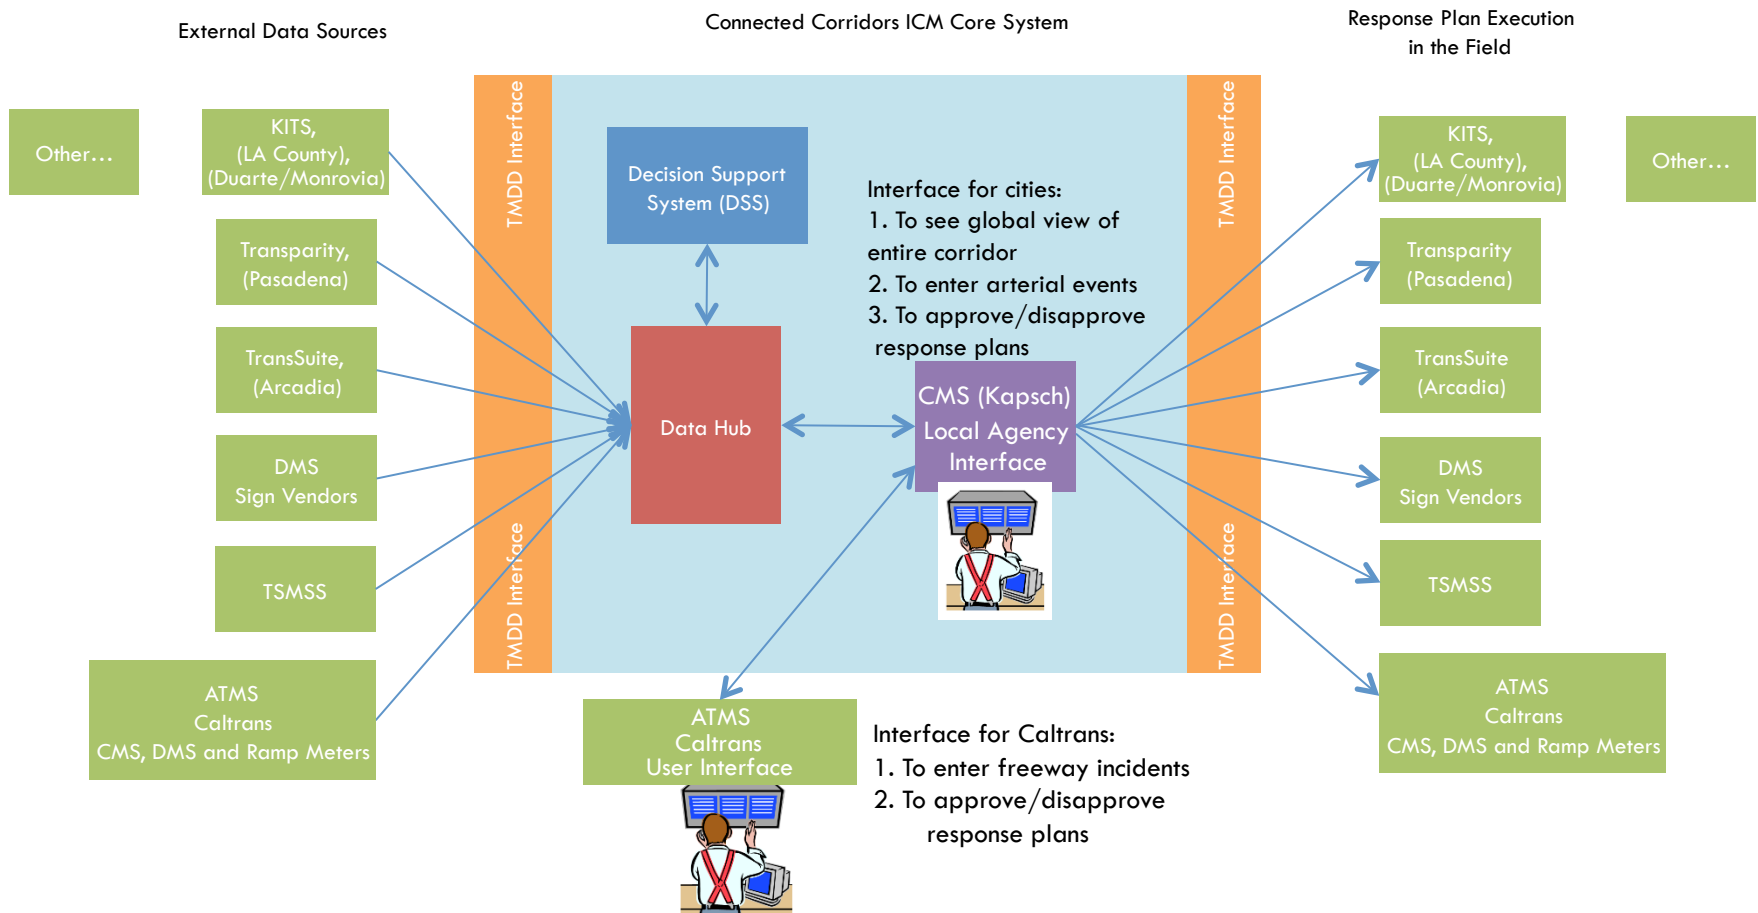 External Data Sources
Connected Corridors ICM Core System
Response Plan Execution
in the Field
Other...
KITS,
(LA County),
(Duarte/Monrovia)
Transparity,
(Pasadena)
TransSuite,
(Arcadia)
DMS
Sign Vendors
TSMSS
ATMS
Caltrans
CMS, DMS and Ramp Meters
TMDD Interface
TMDD Interface
Decision Support
System (DSS)
Data Hub
Interface for cities:
1. To see global view of
entire corridor
2. To enter arterial events
3. To approve/disapprove
response plans
CMS (Kapsch)
Local Agency
Interface
ATMS
Caltrans
User Interface
Interface for Caltrans:
1. To enter freeway incidents
2. To approve/disapprove
response plans
TMDD Interface
TMDD Interface
KITS,
(LA County),
(Duarte/Monrovia)
Other...
Transparity
(Pasadena)
TransSuite
(Arcadia)
DMS
Sign Vendors
TSMSS
ATMS
Caltrans
CMS, DMS and Ramp Meters